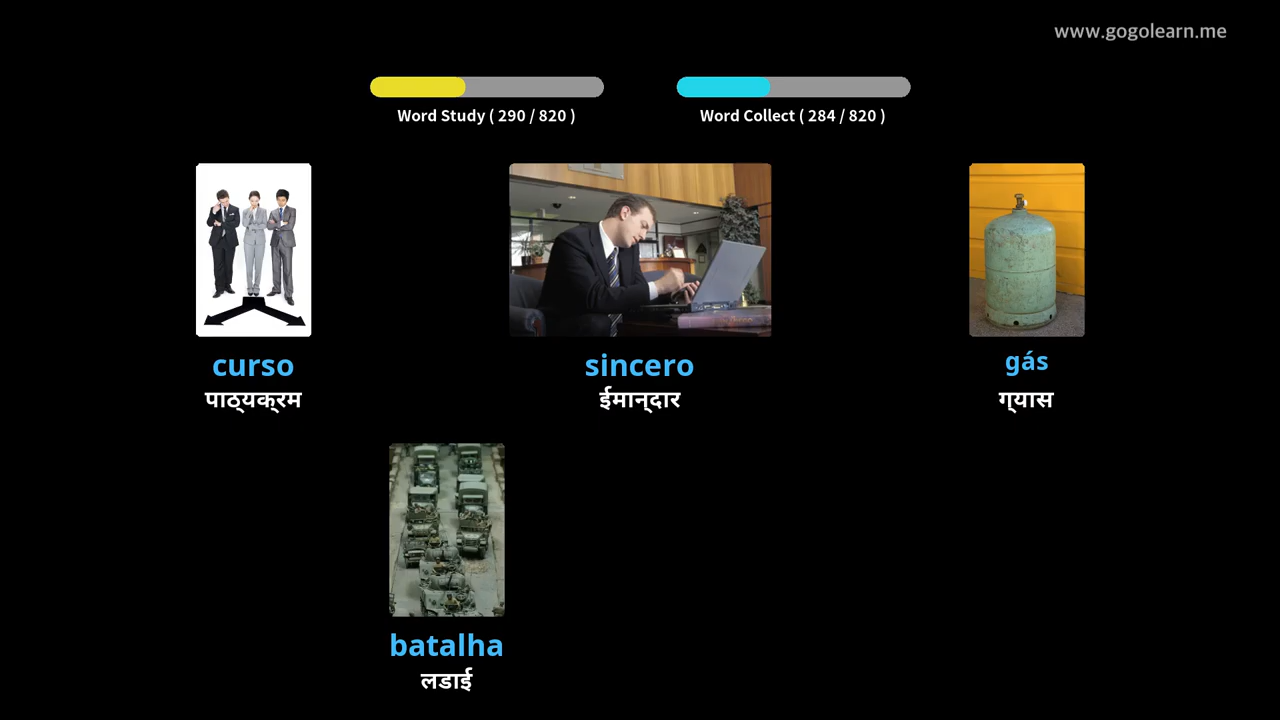 www.gogolearn.me
Word Study ( 290 / 820 )
Word Collect ( 284 / 820 )
curso
पाठ्यक्रम
sincero
ईमान्दार
gás
ग्यास
batalha
लडाई